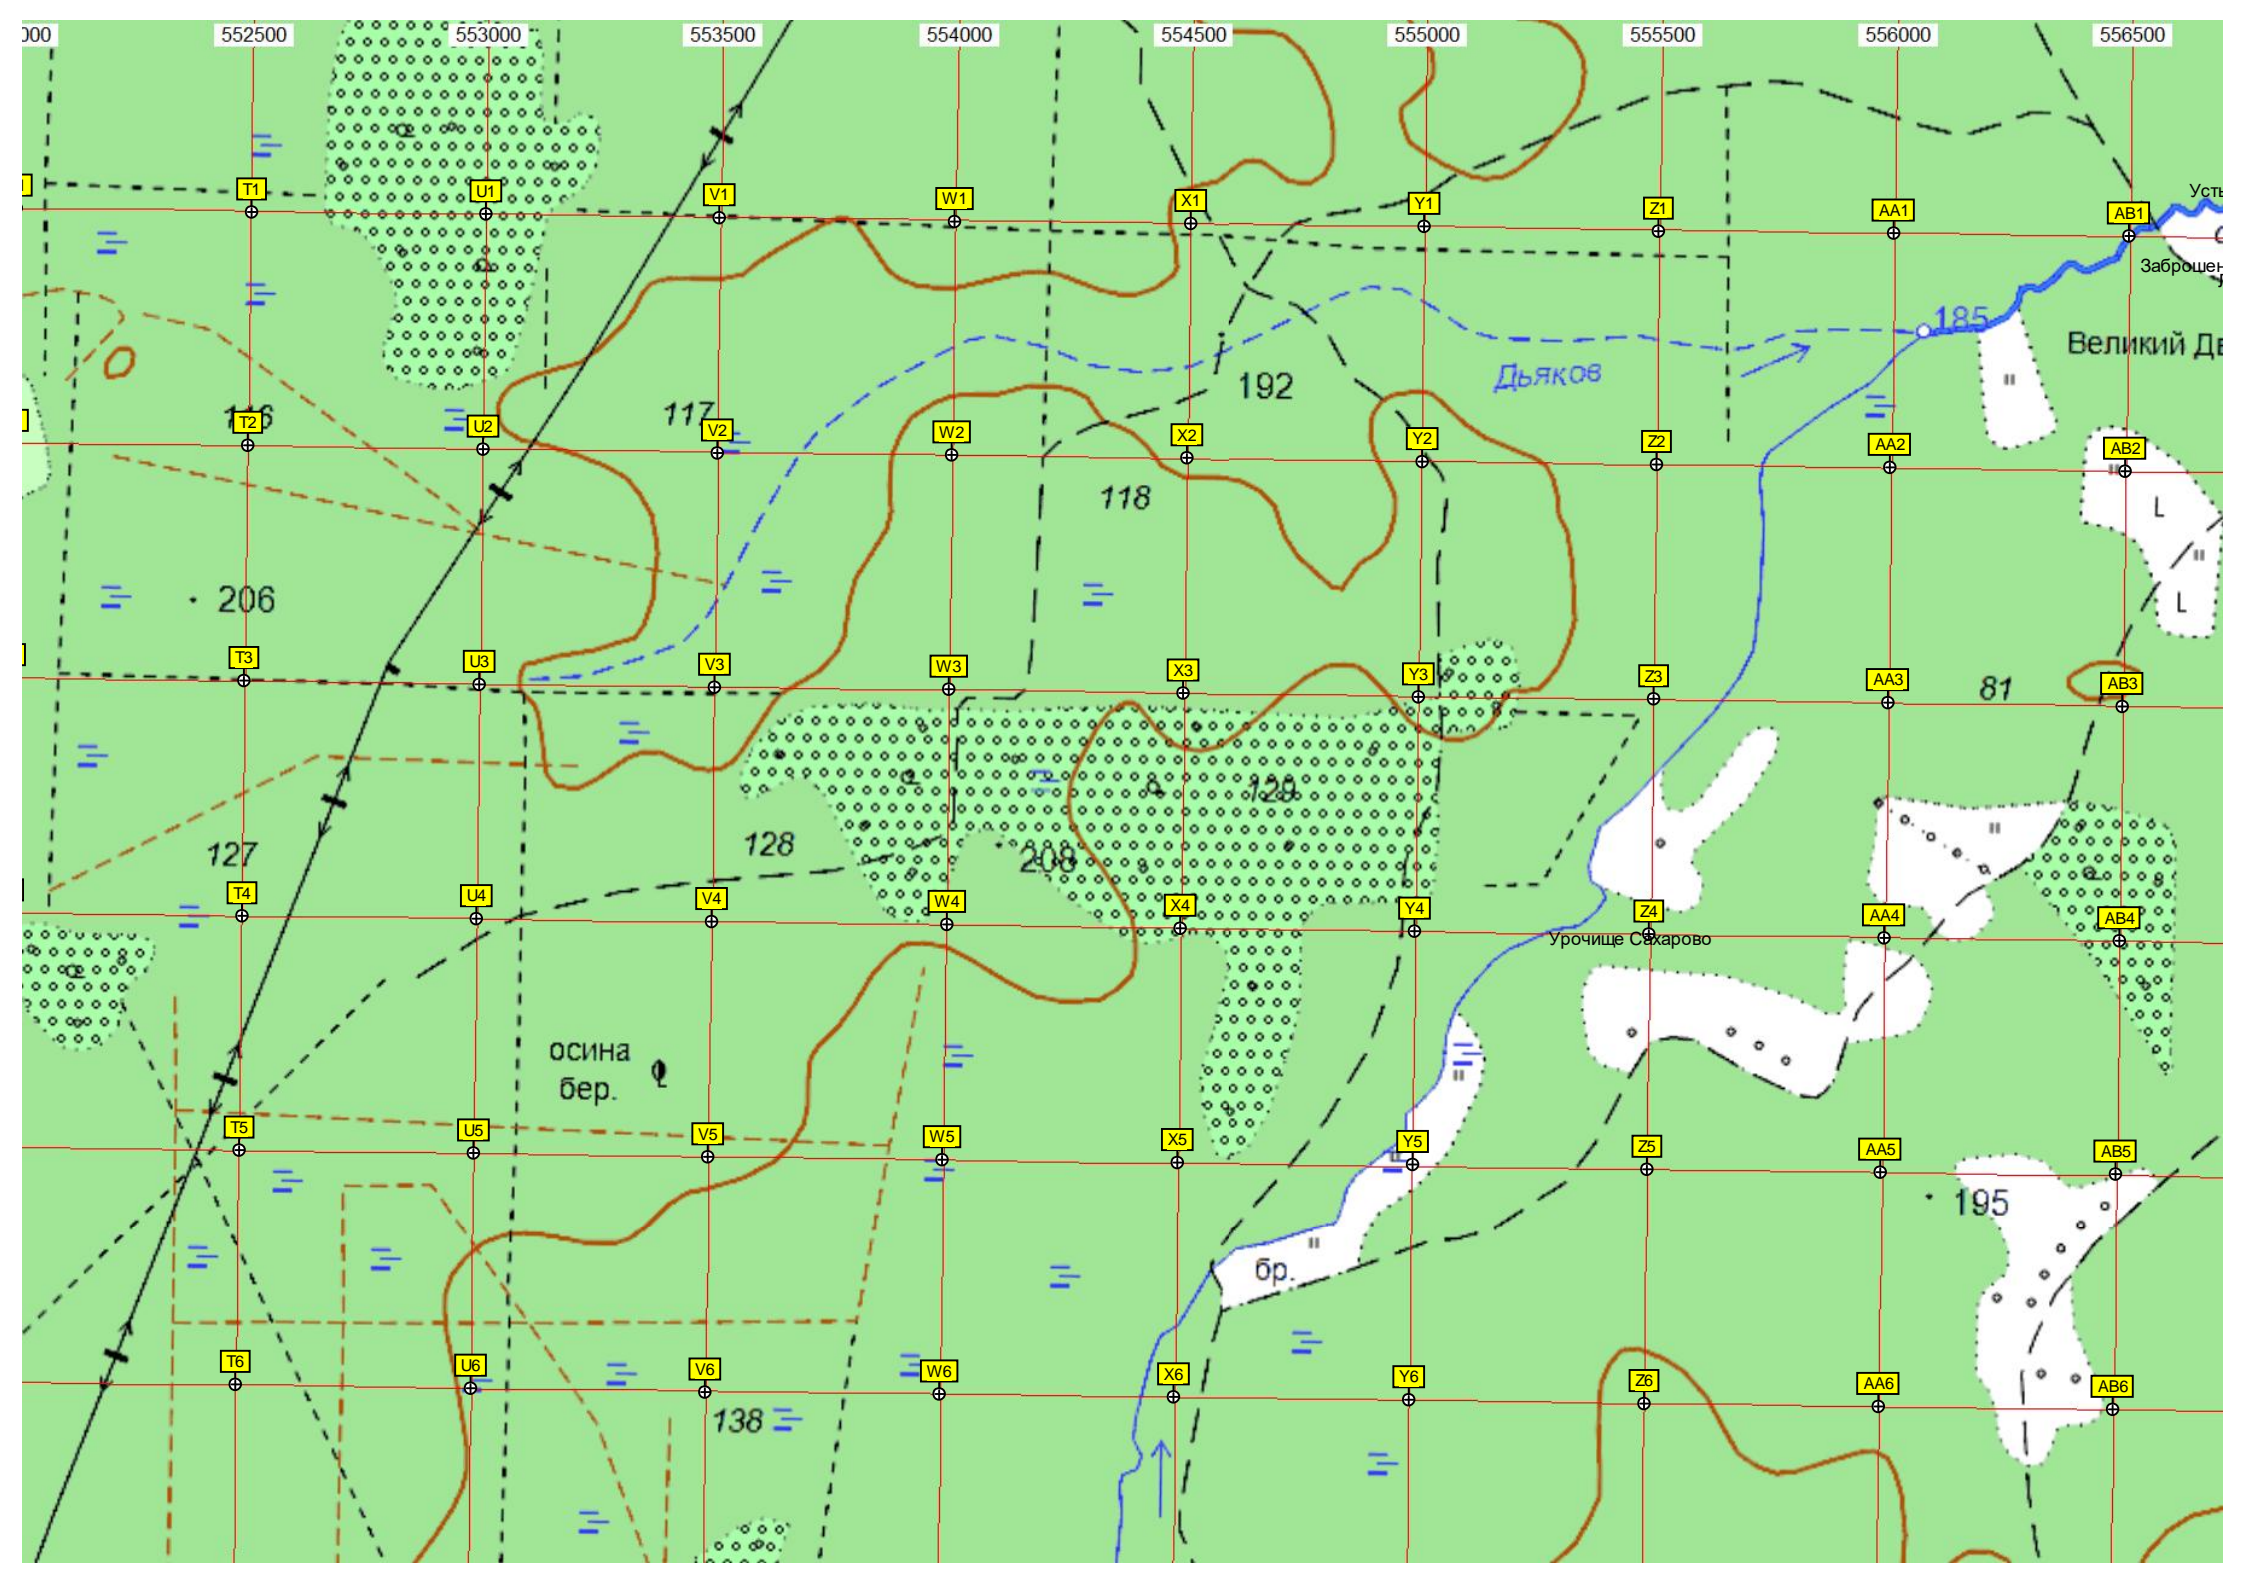 000 552500 553000 553500 554000 554500 555000 555500 556000 556500
T1 U1 V1 W1 X1 Y1 Z1 AA1 AB1
Усть
Заброшен
185
Великий Дв
Дьяков
192
116
117
T2 U2 V2 W2 X2 Y2 Z2 AA2 AB2
118
L
206
L
T3 U3 V3 W3 X3 Y3 Z3 AA3 AB3
81
129
127
128
208
T4 U4 V4 W4 X4 Y4 Z4 AA4 AB4
Урочище Сахарово
осина
бер.
T5 U5 V5 W5 X5 Y5 Z5 AA5 AB5
195
бр.
T6 U6 V6 W6 X6 Y6 Z6 AA6 AB6
138